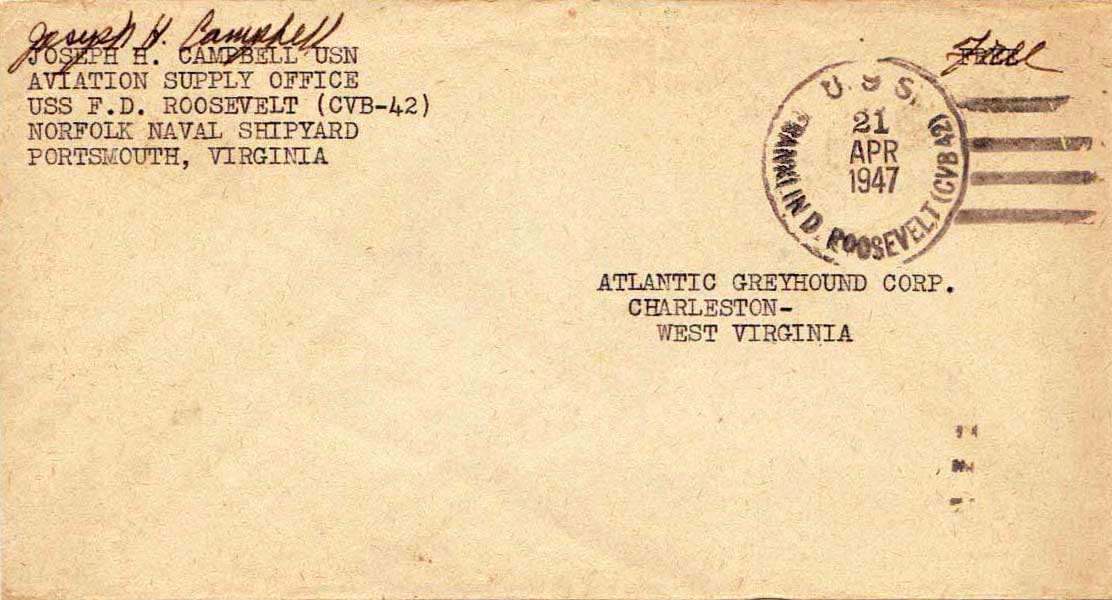 Joseph H. Campbell
JOSEPH H. CAMPBELL USN
AVIATION SUPPLY OFFICE
USS F.D. ROOSEVELT (CVB-42)
NORFOLK NAVAL SHIPYARD
PORTSMOUTH, VIRGINIA
Free
U. S. S.
21
APR
1947
FRANKLIN D. ROOSEVELT (CVB 42)
ATLANTIC GREYHOUND CORP.
CHARLESTON-
WEST VIRGINIA